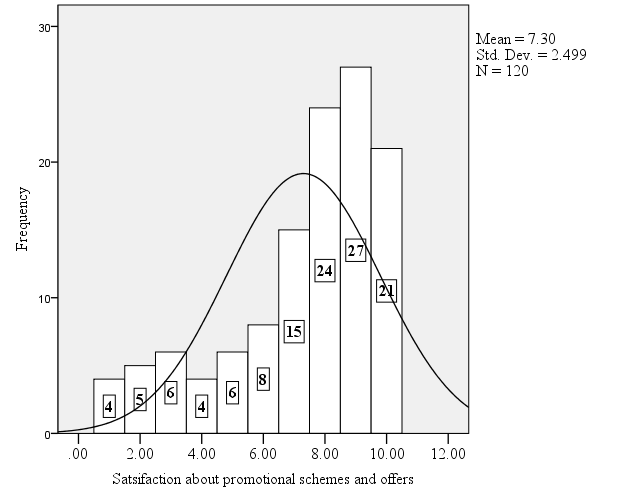 30
Mean = 7.30
Std. Dev. = 2.499
N = 120
20
Frequency
10
0
4
5
6
4
6
8
15
24
27
21
.00 2.00 4.00 6.00 8.00 10.00 12.00
Satsifaction about promotional schemes and offers